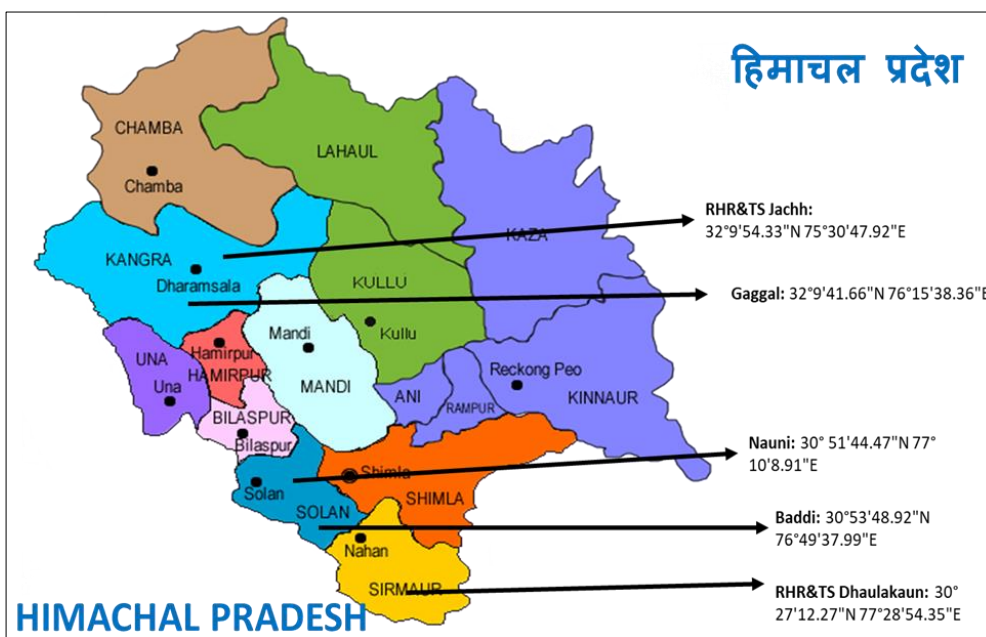 हिमाचल प्रदेश
CHAMBA
Chamba
LAHAUL
RHR&TS Jachh:
32°9'54.33"N 75°30'47.92"E
KAZA
KANGRA
Dharamsala
KULLU
Gaggal: 32°9'41.66"N 76°15'38.36"E
Kullu
Mandi
UNA
Hamirpur
HAMIRPUR
Una
MANDI
Reckong Peo
ANI
RAMPUR
KINNAUR
BILASPUR
Bilaspur
Nauni: 30° 51'44.47"N 77°
10'8.91"E
Shimla
Solan
SHIMLA
SOLAN
Baddi: 30°53'48.92"N
76°49'37.99"E
Nahan
SIRMAUR
RHR&TS Dhaulakaun: 30°
27'12.27"N 77°28'54.35"E
HIMACHAL PRADESH